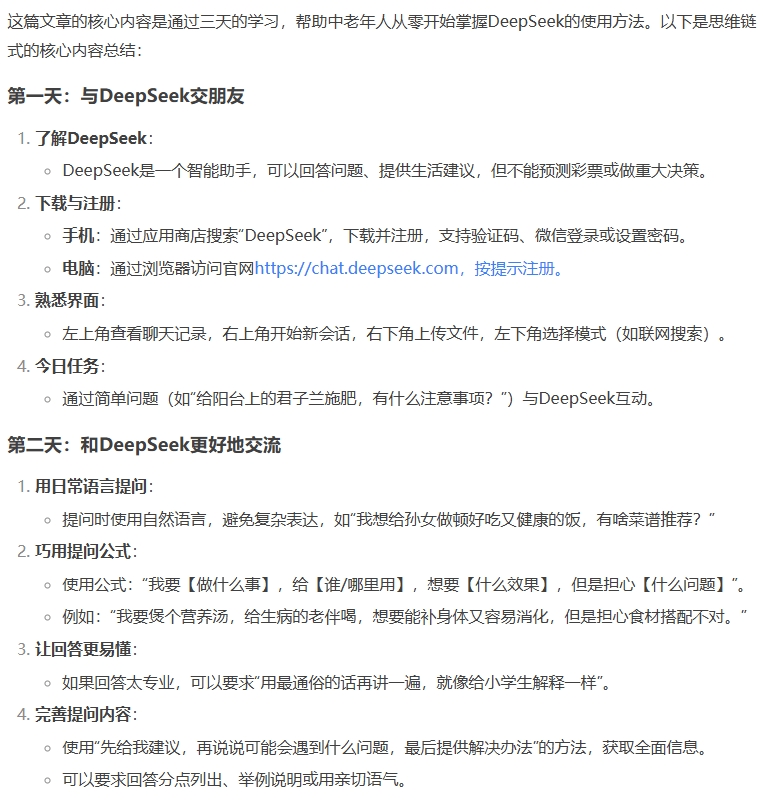 这篇文章的核心内容是通过三天的学习，帮助中老年人从零开始掌握DeepSeek的使用方法。以下是思维链
式的核心内容总结：
第一天：与DeepSeek交朋友
1. 了解DeepSeek：
◦ DeepSeek是一个智能助手，可以回答问题、提供生活建议，但不能预测彩票或做重大决策。
2. 下载与注册：
◦ 手机：通过应用商店搜索“DeepSeek”，下载并注册，支持验证码、微信登录或设置密码。
◦ 电脑：通过浏览器访问官网https://chat.deepseek.com，按提示注册。
3. 熟悉界面：
◦ 左上角查看聊天记录，右上角开始新会话，右下角上传文件，左下角选择模式（如联网搜索）。
4. 今日任务：
◦ 通过简单问题（如“给阳台上的君子兰施肥，有什么注意事项？”）与DeepSeek互动。
第二天：和DeepSeek更好地交流
1. 用日常语言提问：
◦ 提问时使用自然语言，避免复杂表达，如“我想给孙女做顿好吃又健康的饭，有啥菜谱推荐？”
2. 巧用提问公式：
◦ 使用公式：“我要【做什么事】，给【谁/哪里用】，想要【什么效果】，但是担心【什么问题】”。
◦ 例如：“我要煲个营养汤，给生病的老伴喝，想要能补身体又容易消化，但是担心食材搭配不对。”
3. 让回答更易懂：
◦ 如果回答太专业，可以要求“用最通俗的话再讲一遍，就像给小学生解释一样”。
4. 完善提问内容：
◦ 使用“先给我建议，再说说可能会遇到什么问题，最后提供解决办法”的方法，获取全面信息。
◦ 可以要求回答分点列出、举例说明或用亲切语气。